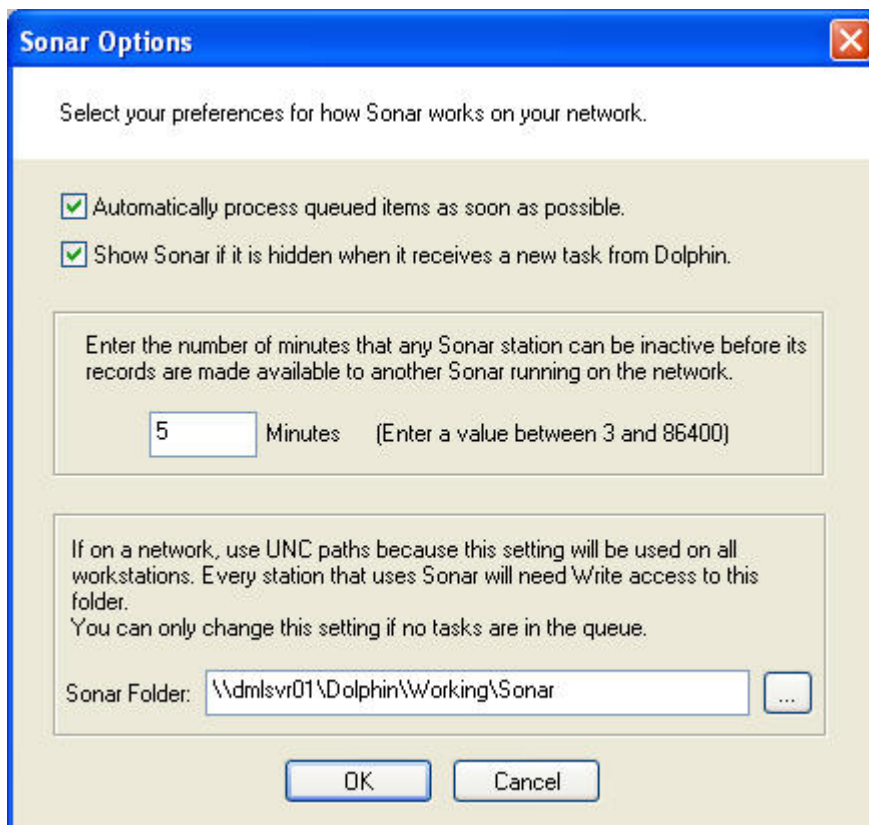 Sonar Options
Select your preferences for how Sonar works on your network.
Automatically process queued items as soon as possible.
Show Sonar if it is hidden when it receives a new task from Dolphin.
Enter the number of minutes that any Sonar station can be inactive before its
records are made available to another Sonar running on the network.
5 Minutes (Enter a value between 3 and 86400)
If on a network, use UNC paths because this setting will be used on all
workstations. Every station that uses Sonar will need Write access to this
folder.
You can only change this setting if no tasks are in the queue.
Sonar Folder: \\dmlsvr01\Dolphin\Working\Sonar ...
OK Cancel